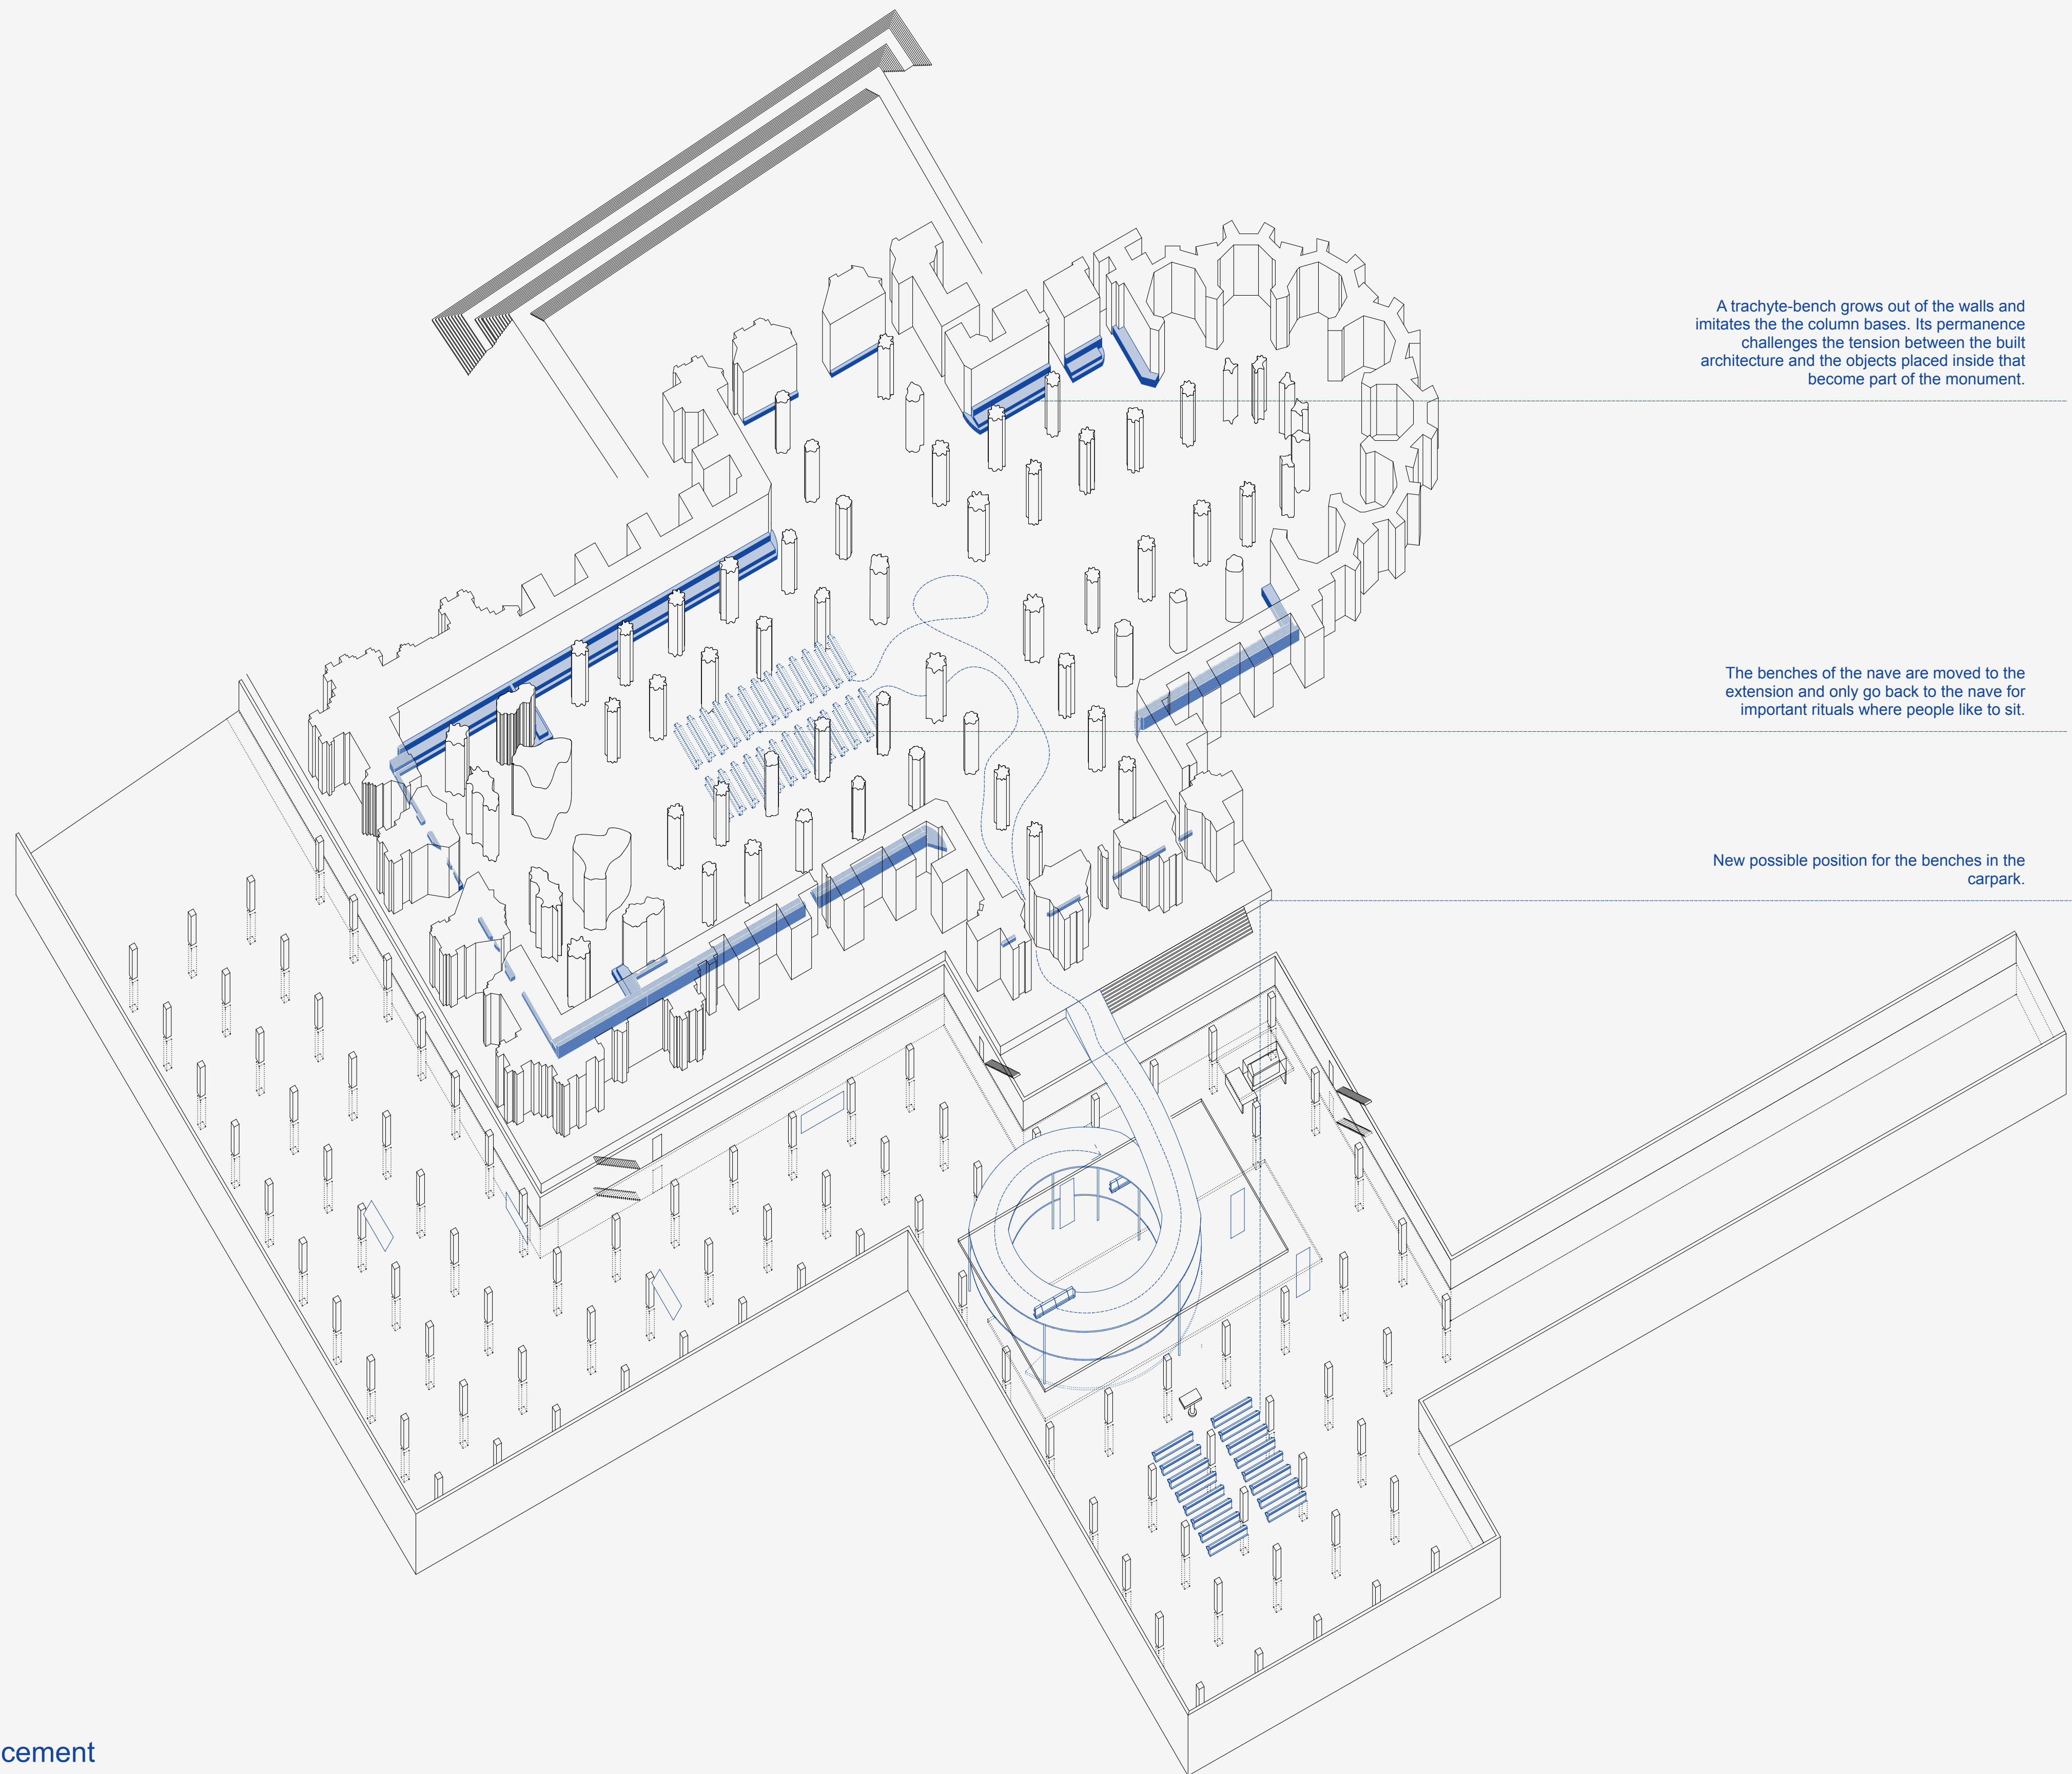 A trachyte-bench grows out of the walls and
imitates the the column bases. Its permanence
challenges the tension between the built
architecture and the objects placed inside that
become part of the monument.
The benches of the nave are moved to the
extension and only go back to the nave for
important rituals where people like to sit.
New possible position for the benches in the
carpark.
cement